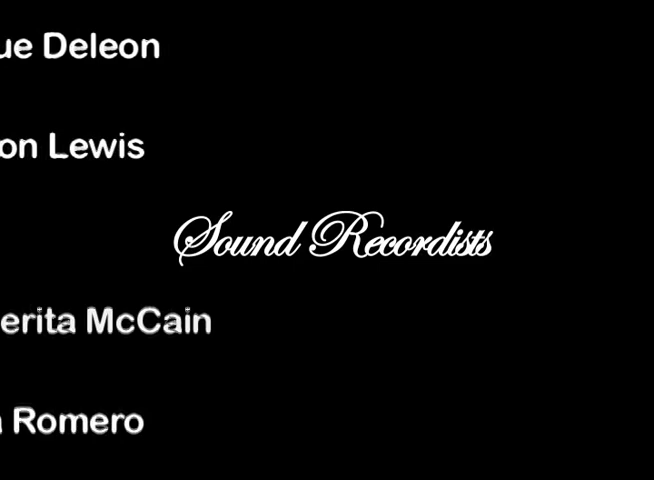 ue Deleon
on Lewis
Sound Recordists
erita McCain
Romero